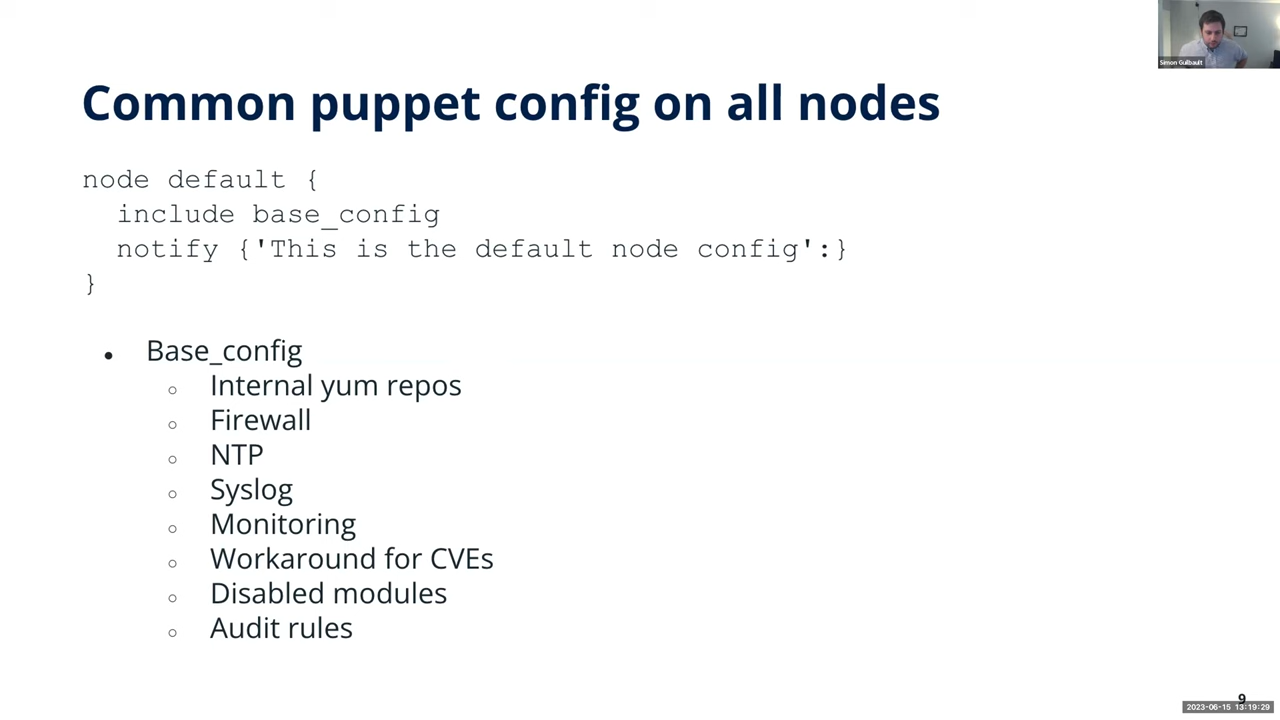 Simon Guilbault
Common puppet config on all nodes
node default {
  include base_config
  notify {'This is the default node config':}
}
● Base_config
○ Internal yum repos
○ Firewall
○ NTP
○ Syslog
○ Monitoring
○ Workaround for CVEs
○ Disabled modules
○ Audit rules
9
2023-06-15 13:19:29